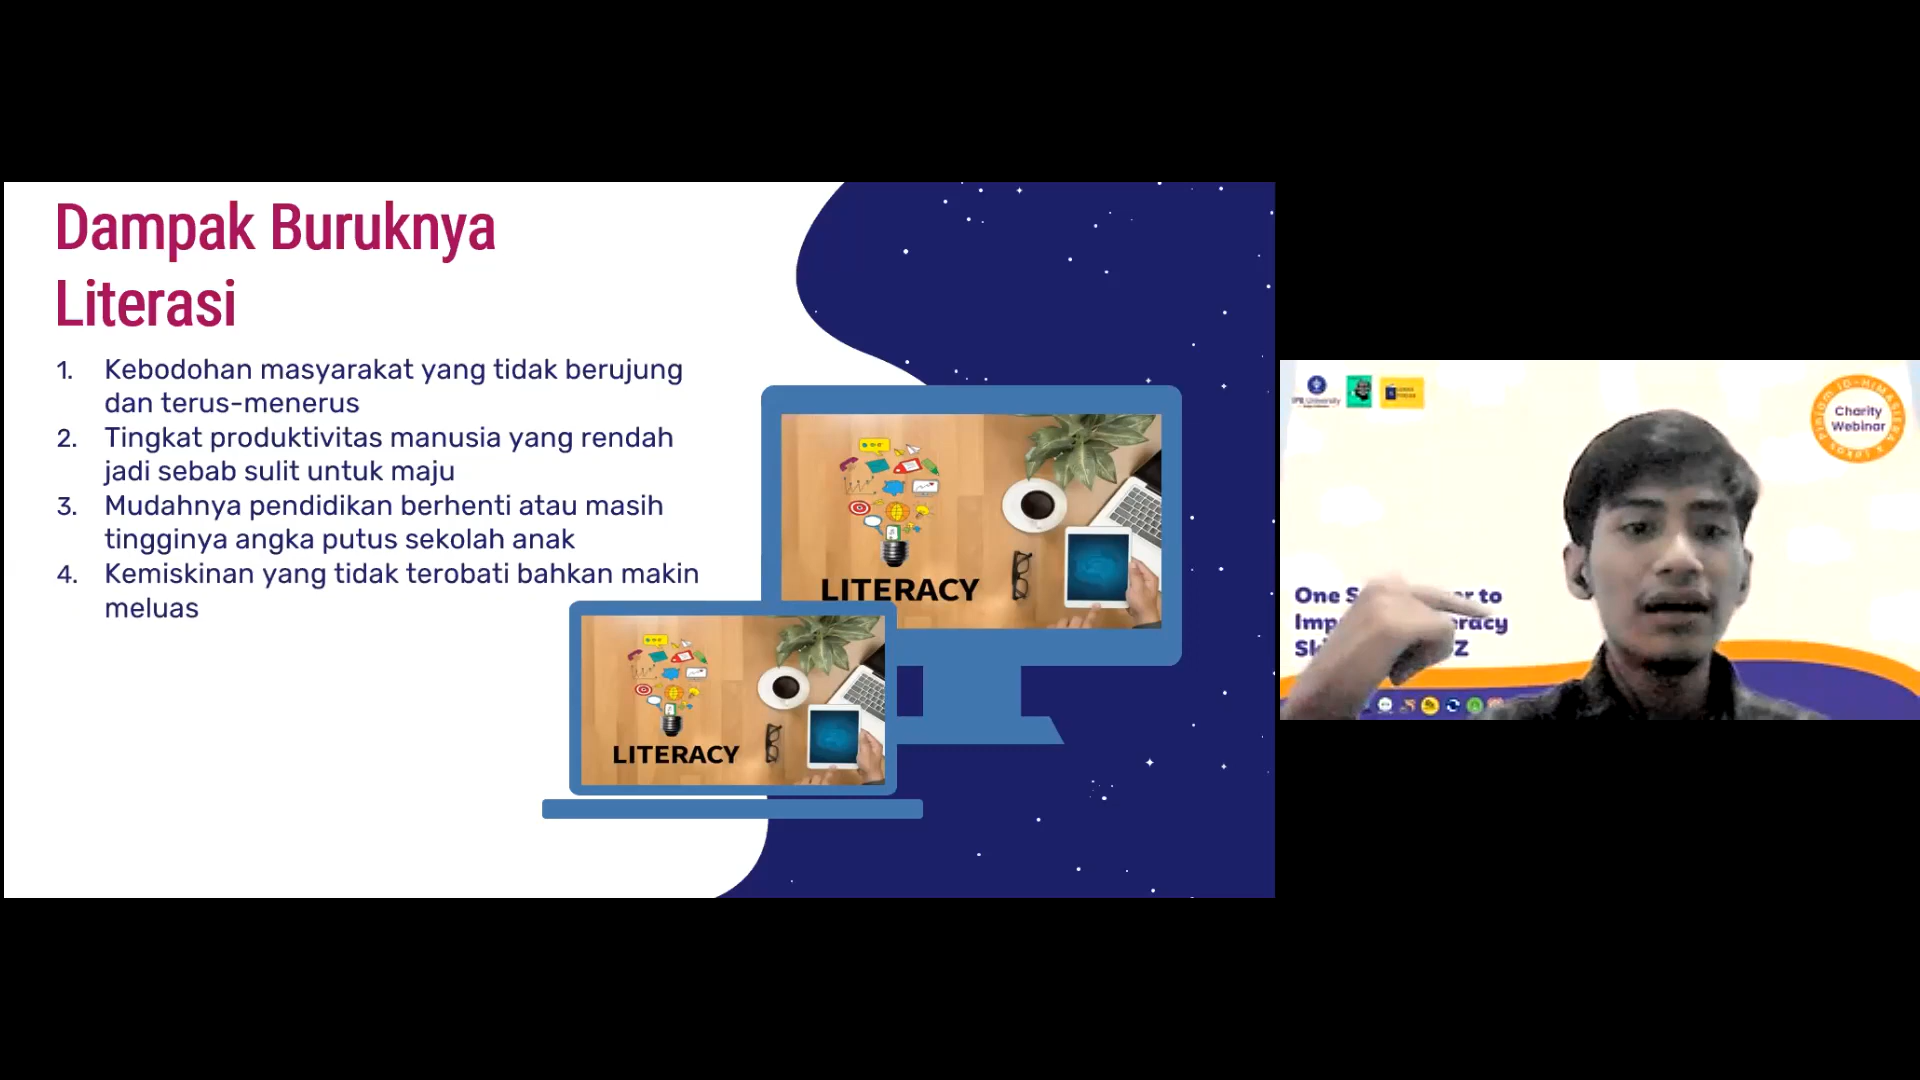 Dampak Buruknya
Literasi
1. Kebodohan masyarakat yang tidak berujung
dan terus-menerus
2. Tingkat produktivitas manusia yang rendah
jadi sebab sulit untuk maju
3. Mudahnya pendidikan berhenti atau masih
tingginya angka putus sekolah anak
4. Kemiskinan yang tidak terobati bahkan makin
meluas
LITERACY
LITERACY
IPB University
Charity
Webinar
One S to
Imp
Z